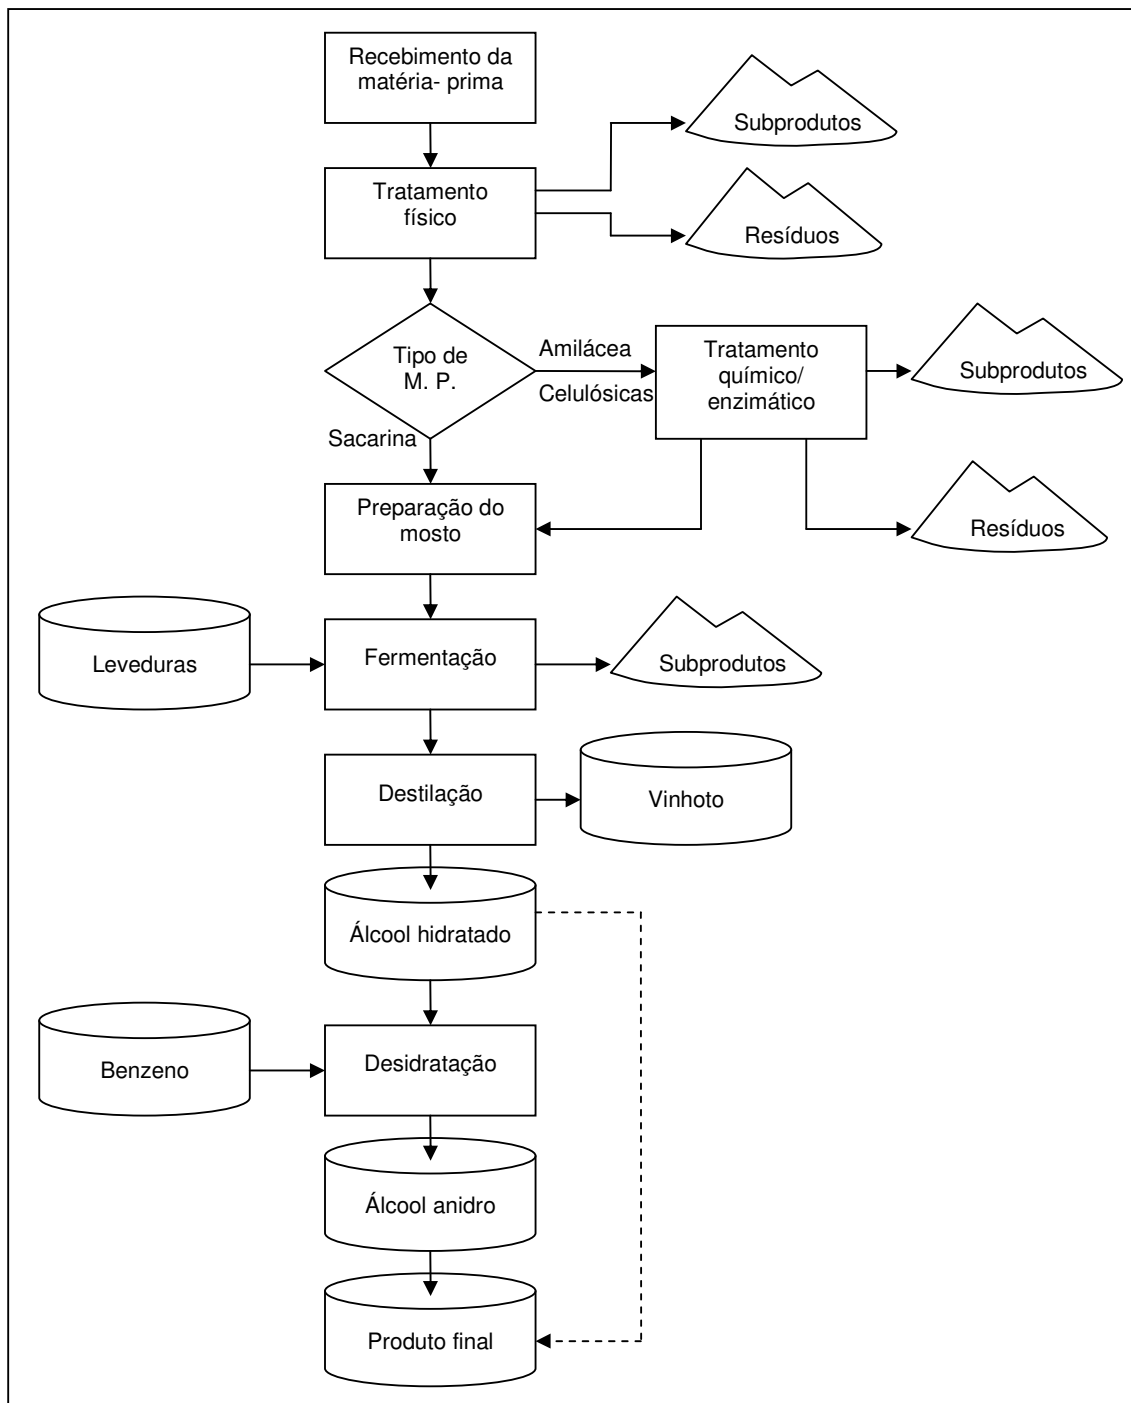 Recebimento da
matéria- prima
Subprodutos
Tratamento
físico
Resíduos
Tipo de
M. P.
Amilácea
Celulósicas
Tratamento
químico/
enzimático
Subprodutos
Sacarina
Preparação do
mosto
Resíduos
Leveduras
Fermentação
Subprodutos
Destilação
Vinhoto
Álcool hidratado
Benzeno
Desidratação
Álcool anidro
Produto final